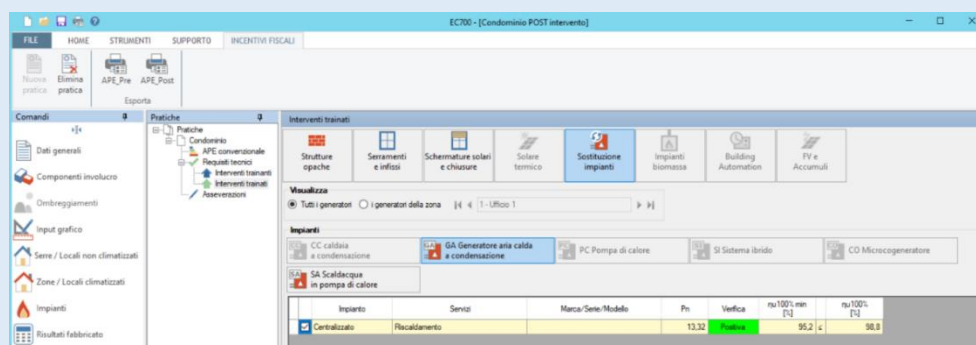 EC700 - [Condominio POST intervento]
FILE HOME STRUMENTI SUPPORTO INCENTIVI FISCALI
Nuova pratica
Elimina pratica
APE_Pre
APE_Post
Esporta
Comandi
Dati generali
Componenti involucro
Ombreggiamenti
Input grafico
Serre / Locali non climatizzati
Zone / Locali climatizzati
Impianti
Risultati fabbricato
Pratiche
Pratiche
Condominio
APE convenzionale
Requisiti tecnici
Interventi trainanti
Interventi trainati
Asseverazioni
Interventi trainati
Strutture opache
Serramenti e infissi
Schermature solari e chiusure
Solare termico
Sostituzione impianti
Impianti biomassa
Building Automation
FV e Accumuli
Visualizza
Tutti i generatori i generatori della zona 1 - Ufficio 1
Impianti
CC caldaia a condensazione
GA Generatore aria calda a condensazione
PC Pompa di calore
SI Sistema ibrido
CO Microcogeneratore
SA Scaldacqua in pompa di calore
Impianto Servizi Marca/Serie/Modello Pn Verifica ηu100% min [%] ηu100% [%]
Centralizzato Riscaldamento 13,32 Positiva 95,2 ≤ 98,8